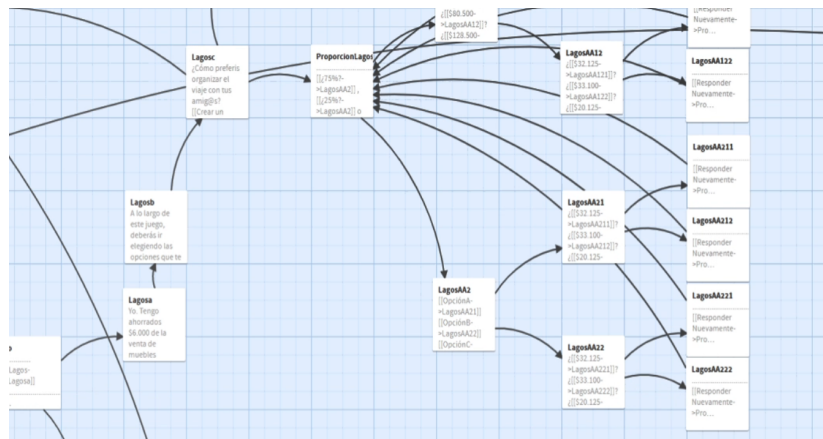 ¿[[$80.500-
>LagosAA12]]?
¿[[$128.500-
Lagosc
¿Cómo preferís
organizar el
viaje con tus
amig@s?
[[Crear un
ProporcionLagos
[[¿75%?-
>LagosAA2]] ,
[[¿25%?-
>LagosAA2]] o
LagosAA12
¿[[$32.125-
>LagosAA121]]?
¿[[$33.100-
>LagosAA122]]?
¿[[$20.125-
[[Responder
Nuevamente-
>Pro...
LagosAA122
[[Responder
Nuevamente-
>Pro...
LagosAA211
[[Responder
Nuevamente-
>Pro...
Lagosb
A lo largo de
este juego,
deberás ir
eligiendo las
opciones que te
LagosAA21
¿[[$32.125-
>LagosAA211]]?
¿[[$33.100-
>LagosAA212]]?
¿[[$20.125-
LagosAA212
[[Responder
Nuevamente-
>Pro...
Lagosa
Yo. Tengo
ahorrados
$6.000 de la
venta de
muebles
LagosAA2
[[OpciónA-
>LagosAA21]]
[[OpciónB-
>LagosAA22]]
[[OpciónC-
LagosAA221
[[Responder
Nuevamente-
>Pro...
Lagos-
Lagosa]]
LagosAA22
¿[[$32.125-
>LagosAA221]]?
¿[[$33.100-
>LagosAA222]]?
¿[[$20.125-
LagosAA222
[[Responder
Nuevamente-
>Pro...